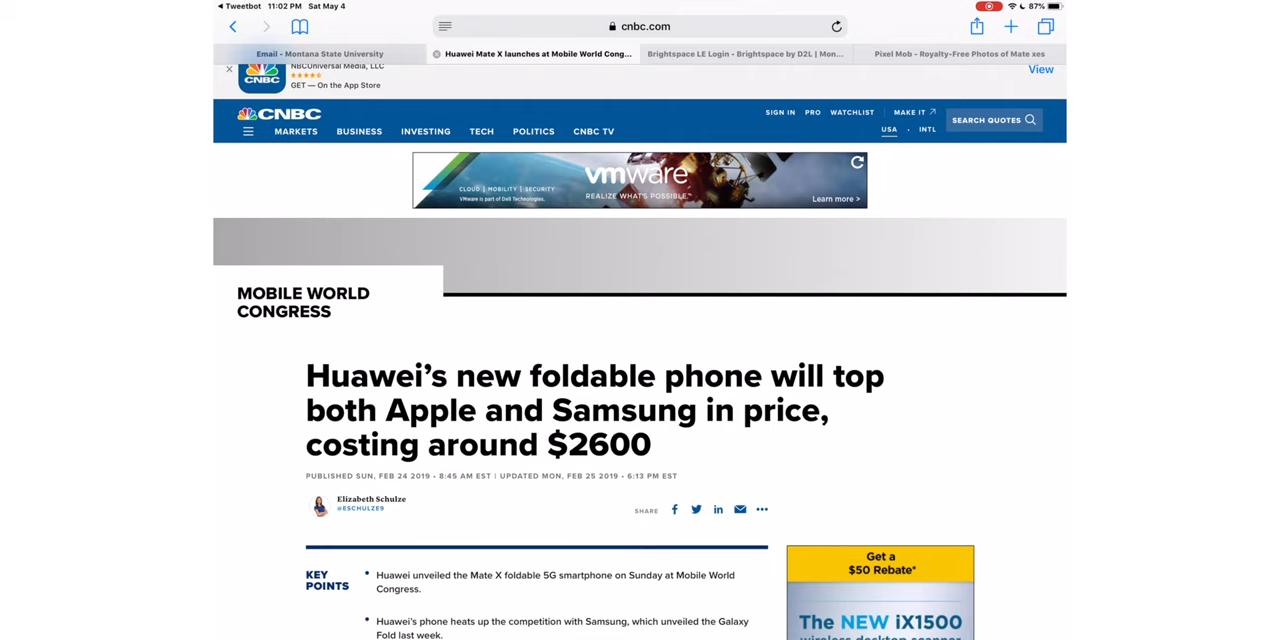 Tweetbot 11:02 PM Sat May 4 87%
cnbc.com
Email - Montana State University
Huawei Mate X launches at Mobile World Cong...
Brightspace LE Login - Brightspace by D2L | Mon...
Pixel Mob - Royalty-Free Photos of Mate xes
NBCUniversal Media, LLC
GET — On the App Store
CNBC
View
CNBC
SIGN IN PRO WATCHLIST MAKE IT
SEARCH QUOTES
MARKETS BUSINESS INVESTING TECH POLITICS CNBC TV
USA • INTL
CLOUD | MOBILITY | SECURITY
VMware is part of Dell Technologies.
vmware
REALIZE WHAT'S POSSIBLE.™
Learn more >
MOBILE WORLD
CONGRESS
Huawei's new foldable phone will top
both Apple and Samsung in price,
costing around $2600
PUBLISHED SUN, FEB 24 2019 • 8:45 AM EST | UPDATED MON, FEB 25 2019 • 6:13 PM EST
Elizabeth Schulze
@ESCHULZE9
SHARE
KEY
POINTS
• Huawei unveiled the Mate X foldable 5G smartphone on Sunday at Mobile World
Congress.
• Huawei's phone heats up the competition with Samsung, which unveiled the Galaxy
Fold last week.
Get a
$50 Rebate*
The NEW iX1500
wireless desktop scanner